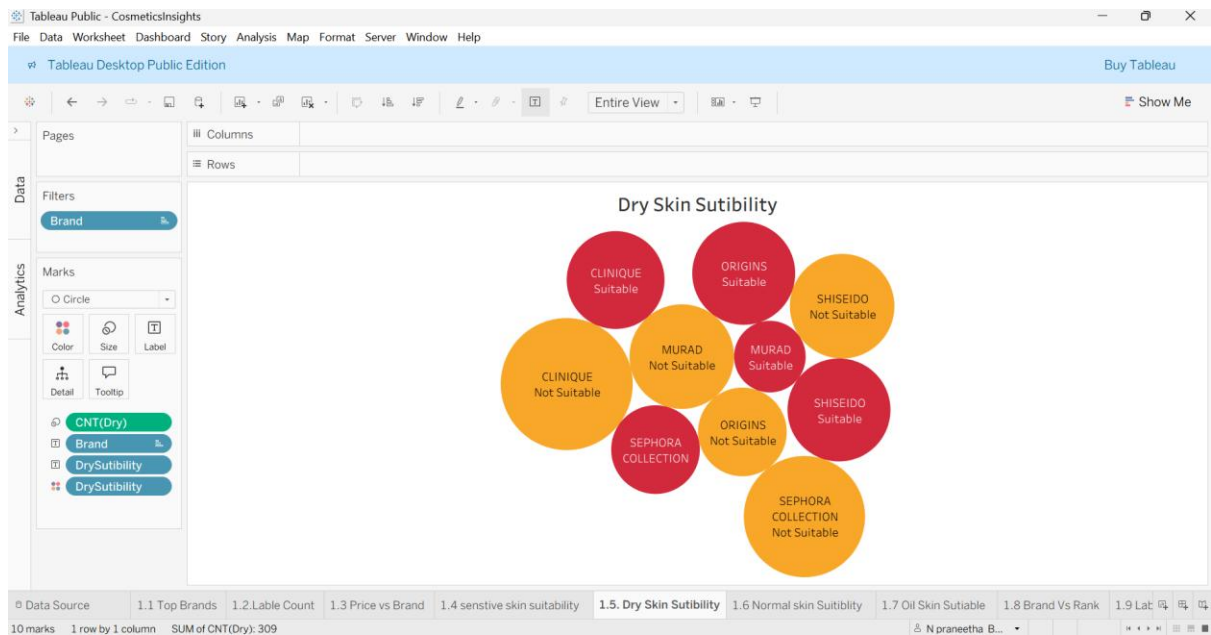 Tableau Public - CosmeticsInsights
File Data Worksheet Dashboard Story Analysis Map Format Server Window Help
Tableau Desktop Public Edition
Buy Tableau
Entire View
Show Me
Pages
Columns
Rows
Data
Analytics
Filters
Brand
Marks
Circle
Color Size Label
Detail Tooltip
CNT(Dry)
Brand
DrySutibility
DrySutibility
Dry Skin Sutibility
CLINIQUE
Suitable
ORIGINS
Suitable
SHISEIDO
Not Suitable
MURAD
Not Suitable
MURAD
Suitable
CLINIQUE
Not Suitable
SHISEIDO
Suitable
ORIGINS
Not Suitable
SEPHORA
COLLECTION
SEPHORA
COLLECTION
Not Suitable
Data Source 1.1 Top Brands 1.2.Lable Count 1.3 Price vs Brand 1.4 senstive skin suitability 1.5. Dry Skin Sutibility 1.6 Normal skin Suitiblity 1.7 Oil Skin Sutiable 1.8 Brand Vs Rank 1.9 Lab
10 marks 1 row by 1 column SUM of CNT(Dry): 309
N praneetha B...